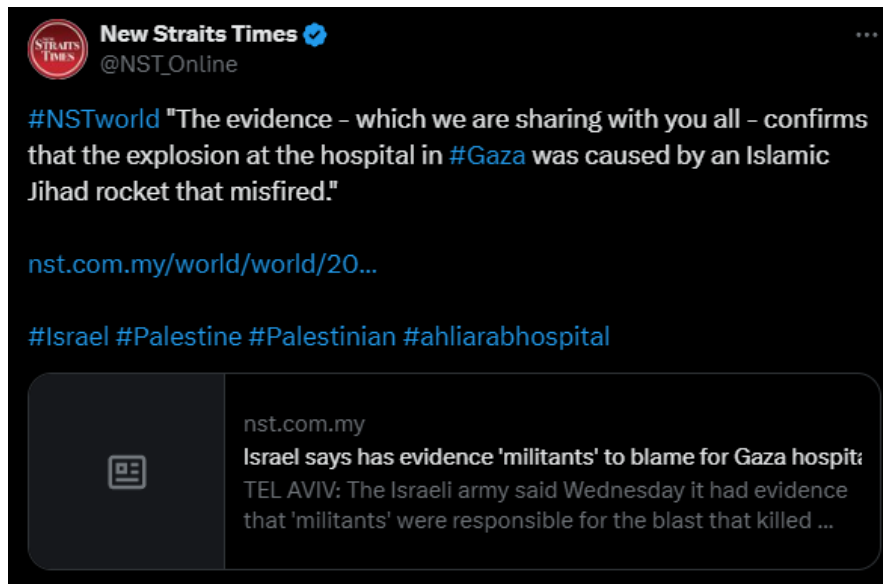 New Straits Times
@NST_Online
#NSTworld "The evidence - which we are sharing with you all - confirms
that the explosion at the hospital in #Gaza was caused by an Islamic
Jihad rocket that misfired."
nst.com.my/world/world/20...
#Israel #Palestine #Palestinian #ahliarabhospital
nst.com.my
Israel says has evidence 'militants' to blame for Gaza hospita
TEL AVIV: The Israeli army said Wednesday it had evidence
that 'militants' were responsible for the blast that killed ...